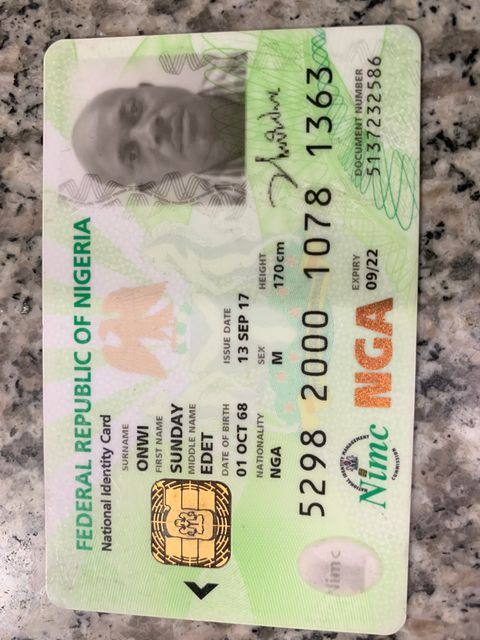 FEDERAL REPUBLIC OF NIGERIA
National Identity Card
SURNAME
ONWI
FIRST NAME
SUNDAY
MIDDLE NAME
EDET
DATE OF BIRTH ISSUE DATE
01 OCT 68 13 SEP 17
NATIONALITY SEX HEIGHT
NGA M 170cm
5298 2000 1078 1363
Nimc
NATIONAL IDENTITY MANAGEMENT
Nimc
COMMISSION
NGA
EXPIRY
09/22
DOCUMENT NUMBER
5137232586